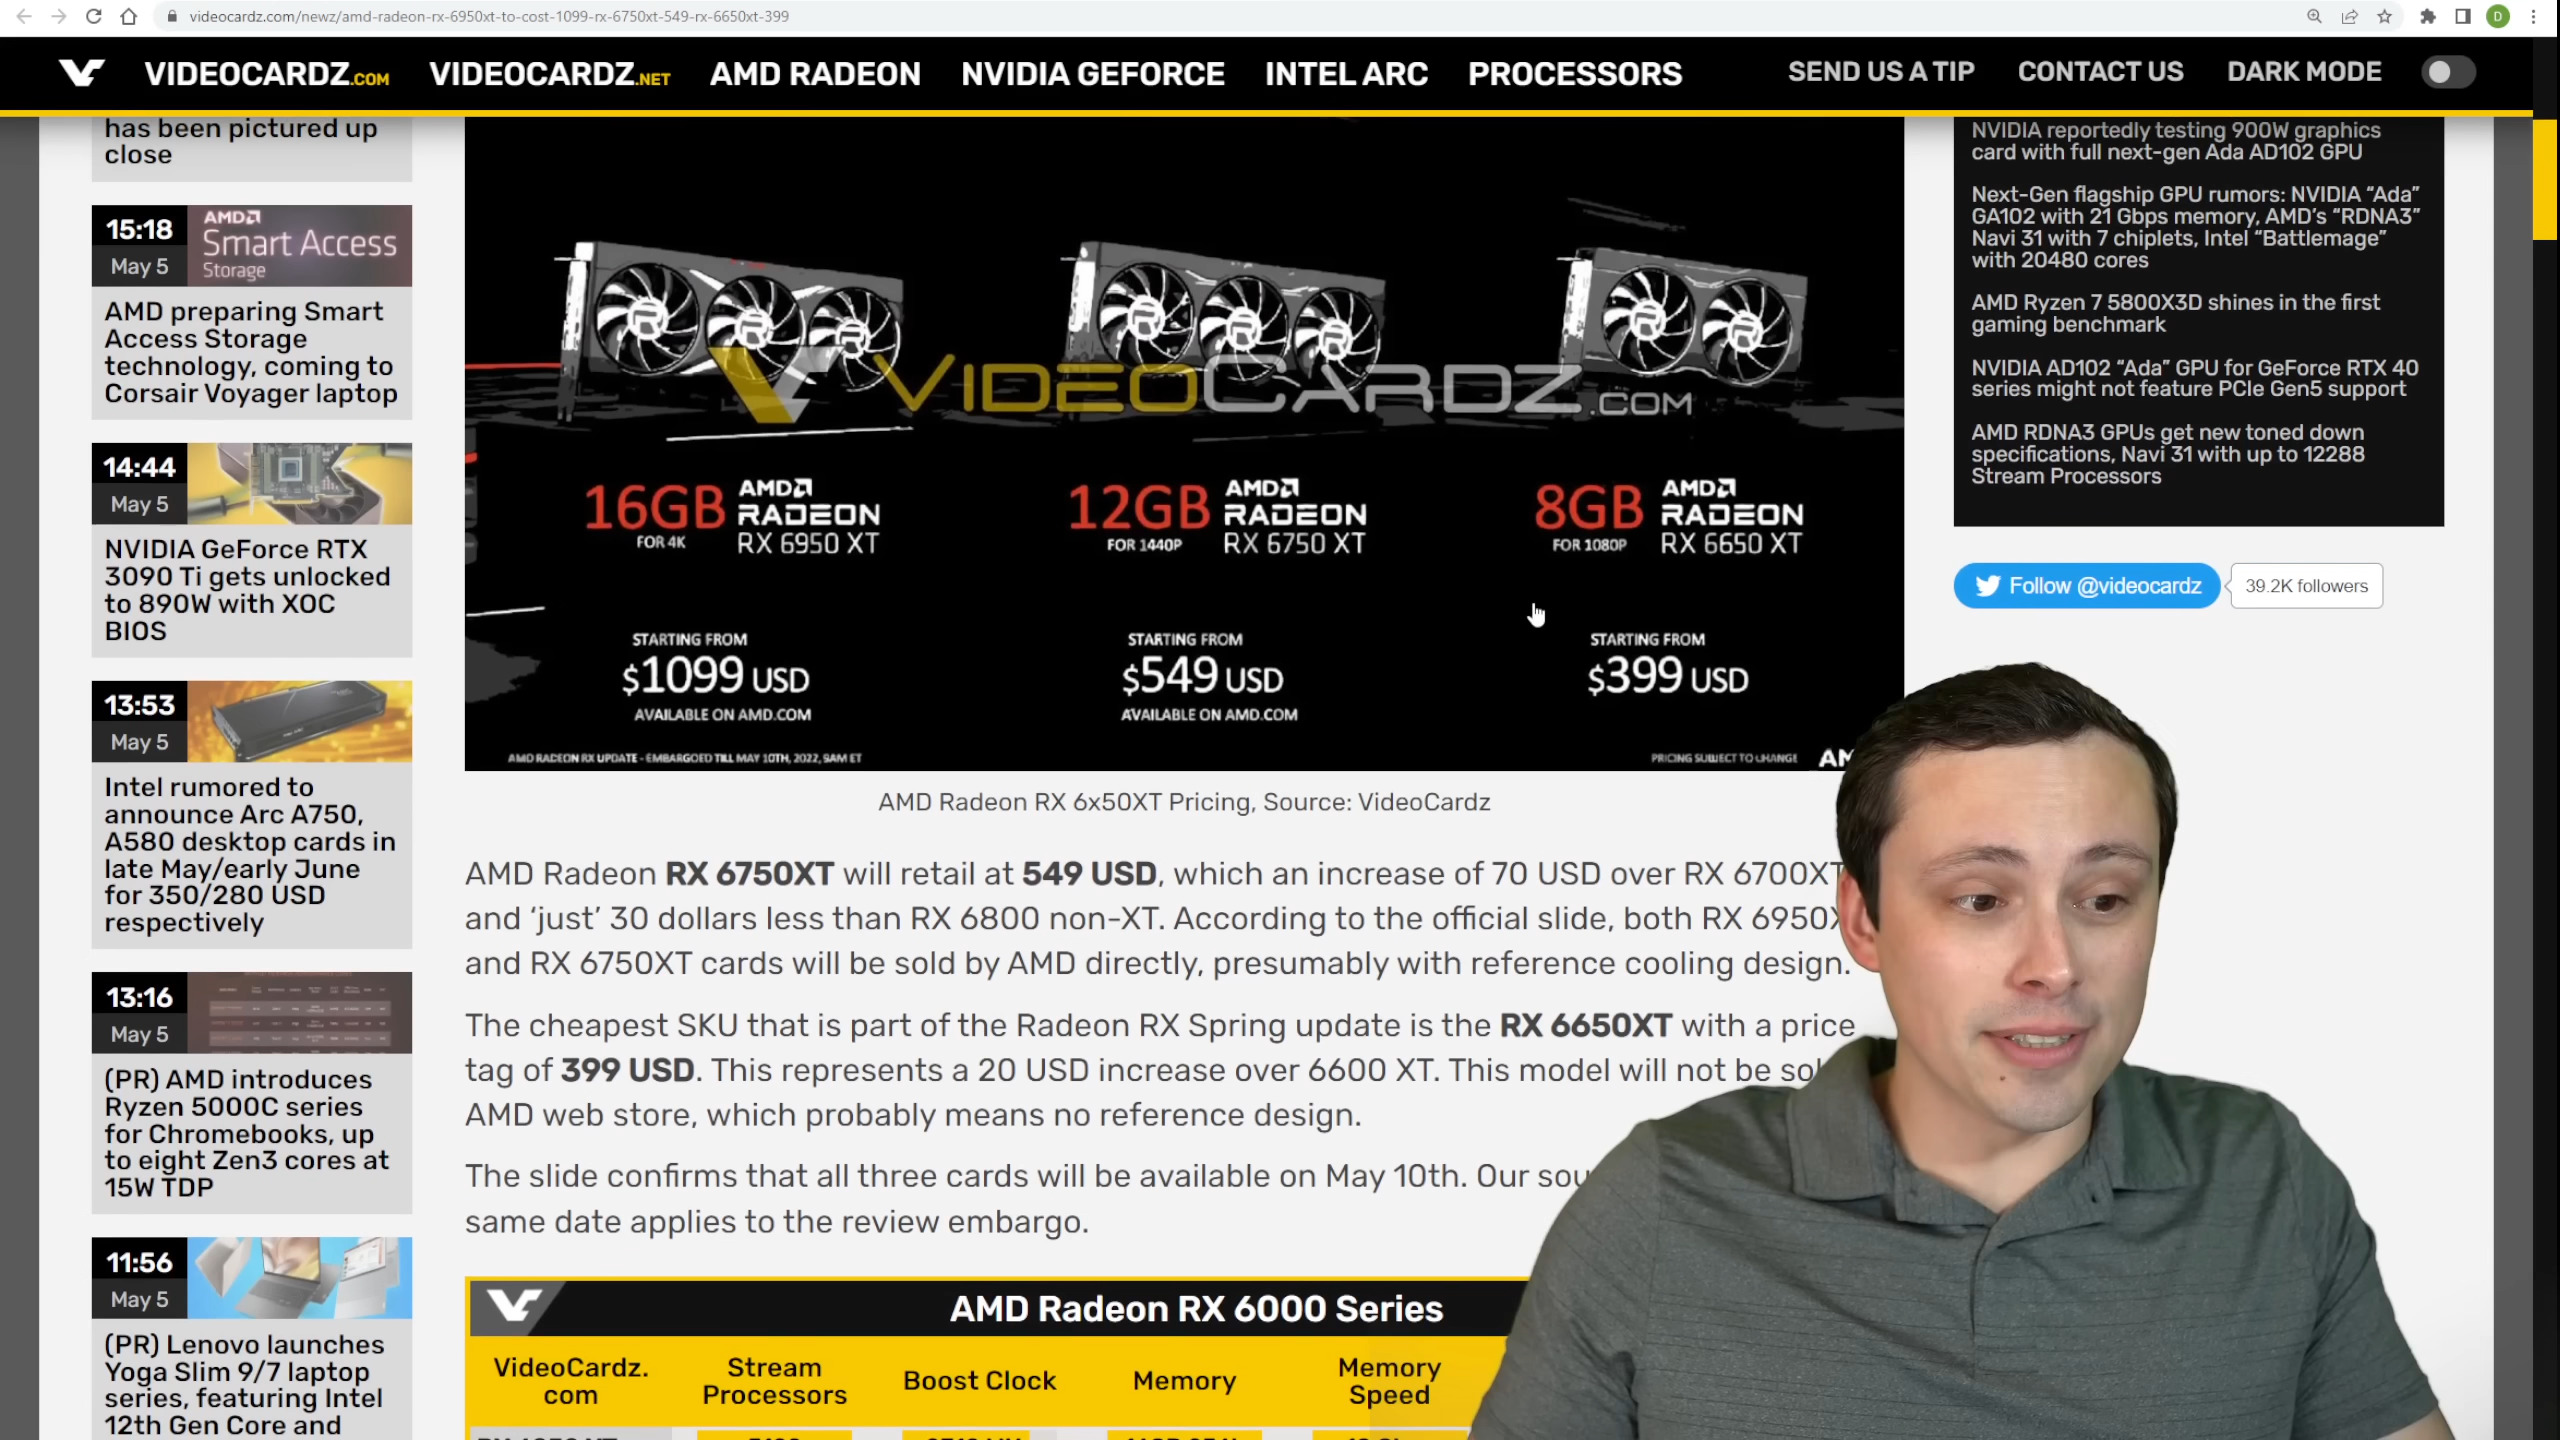 videocardz.com/newz/amd-radeon-rx-6950xt-to-cost-1099-rx-6750xt-549-rx-6650xt-399
D
VIDEOCARDZ.COM VIDEOCARDZ.NET AMD RADEON NVIDIA GEFORCE INTEL ARC PROCESSORS SEND US A TIP CONTACT US DARK MODE
has been pictured up
close
15:18
May 5
AMD
Smart Access
Storage
AMD preparing Smart
Access Storage
technology, coming to
Corsair Voyager laptop
14:44
May 5
NVIDIA GeForce RTX
3090 Ti gets unlocked
to 890W with XOC
BIOS
13:53
May 5
Intel rumored to
announce Arc A750,
A580 desktop cards in
late May/early June
for 350/280 USD
respectively
13:16
May 5
(PR) AMD introduces
Ryzen 5000C series
for Chromebooks, up
to eight Zen3 cores at
15W TDP
11:56
May 5
(PR) Lenovo launches
Yoga Slim 9/7 laptop
series, featuring Intel
12th Gen Core and
VIDEOCARDZ.COM
16GB
FOR 4K
AMD
RADEON
RX 6950 XT
12GB
FOR 1440P
AMD
RADEON
RX 6750 XT
8GB
FOR 1080P
AMD
RADEON
RX 6650 XT
STARTING FROM
$1099 USD
AVAILABLE ON AMD.COM
STARTING FROM
$549 USD
AVAILABLE ON AMD.COM
STARTING FROM
$399 USD
AMD RADEON RX UPDATE - EMBARGOED TILL MAY 10TH, 2022, 9AM ET
PRICING SUBJECT TO CHANGE
AMD Radeon RX 6x50XT Pricing, Source: VideoCardz
AMD Radeon RX 6750XT will retail at 549 USD, which an increase of 70 USD over RX 6700XT
and ‘just’ 30 dollars less than RX 6800 non-XT. According to the official slide, both RX 6950X
and RX 6750XT cards will be sold by AMD directly, presumably with reference cooling design.
The cheapest SKU that is part of the Radeon RX Spring update is the RX 6650XT with a price
tag of 399 USD. This represents a 20 USD increase over 6600 XT. This model will not be
AMD web store, which probably means no reference design.
The slide confirms that all three cards will be available on May 10th. Our
same date applies to the review embargo.
AMD Radeon RX 6000 Series
VideoCardz.
com
Stream
Processors
Boost Clock
Memory
Memory
Speed
NVIDIA reportedly testing 900W graphics
card with full next-gen Ada AD102 GPU
Next-Gen flagship GPU rumors: NVIDIA “Ada”
GA102 with 21 Gbps memory, AMD’s “RDNA3”
Navi 31 with 7 chiplets, Intel “Battlemage”
with 20480 cores
AMD Ryzen 7 5800X3D shines in the first
gaming benchmark
NVIDIA AD102 “Ada” GPU for GeForce RTX 40
series might not feature PCIe Gen5 support
AMD RDNA3 GPUs get new toned down
specifications, Navi 31 with up to 12288
Stream Processors
Follow @videocardz
39.2K followers